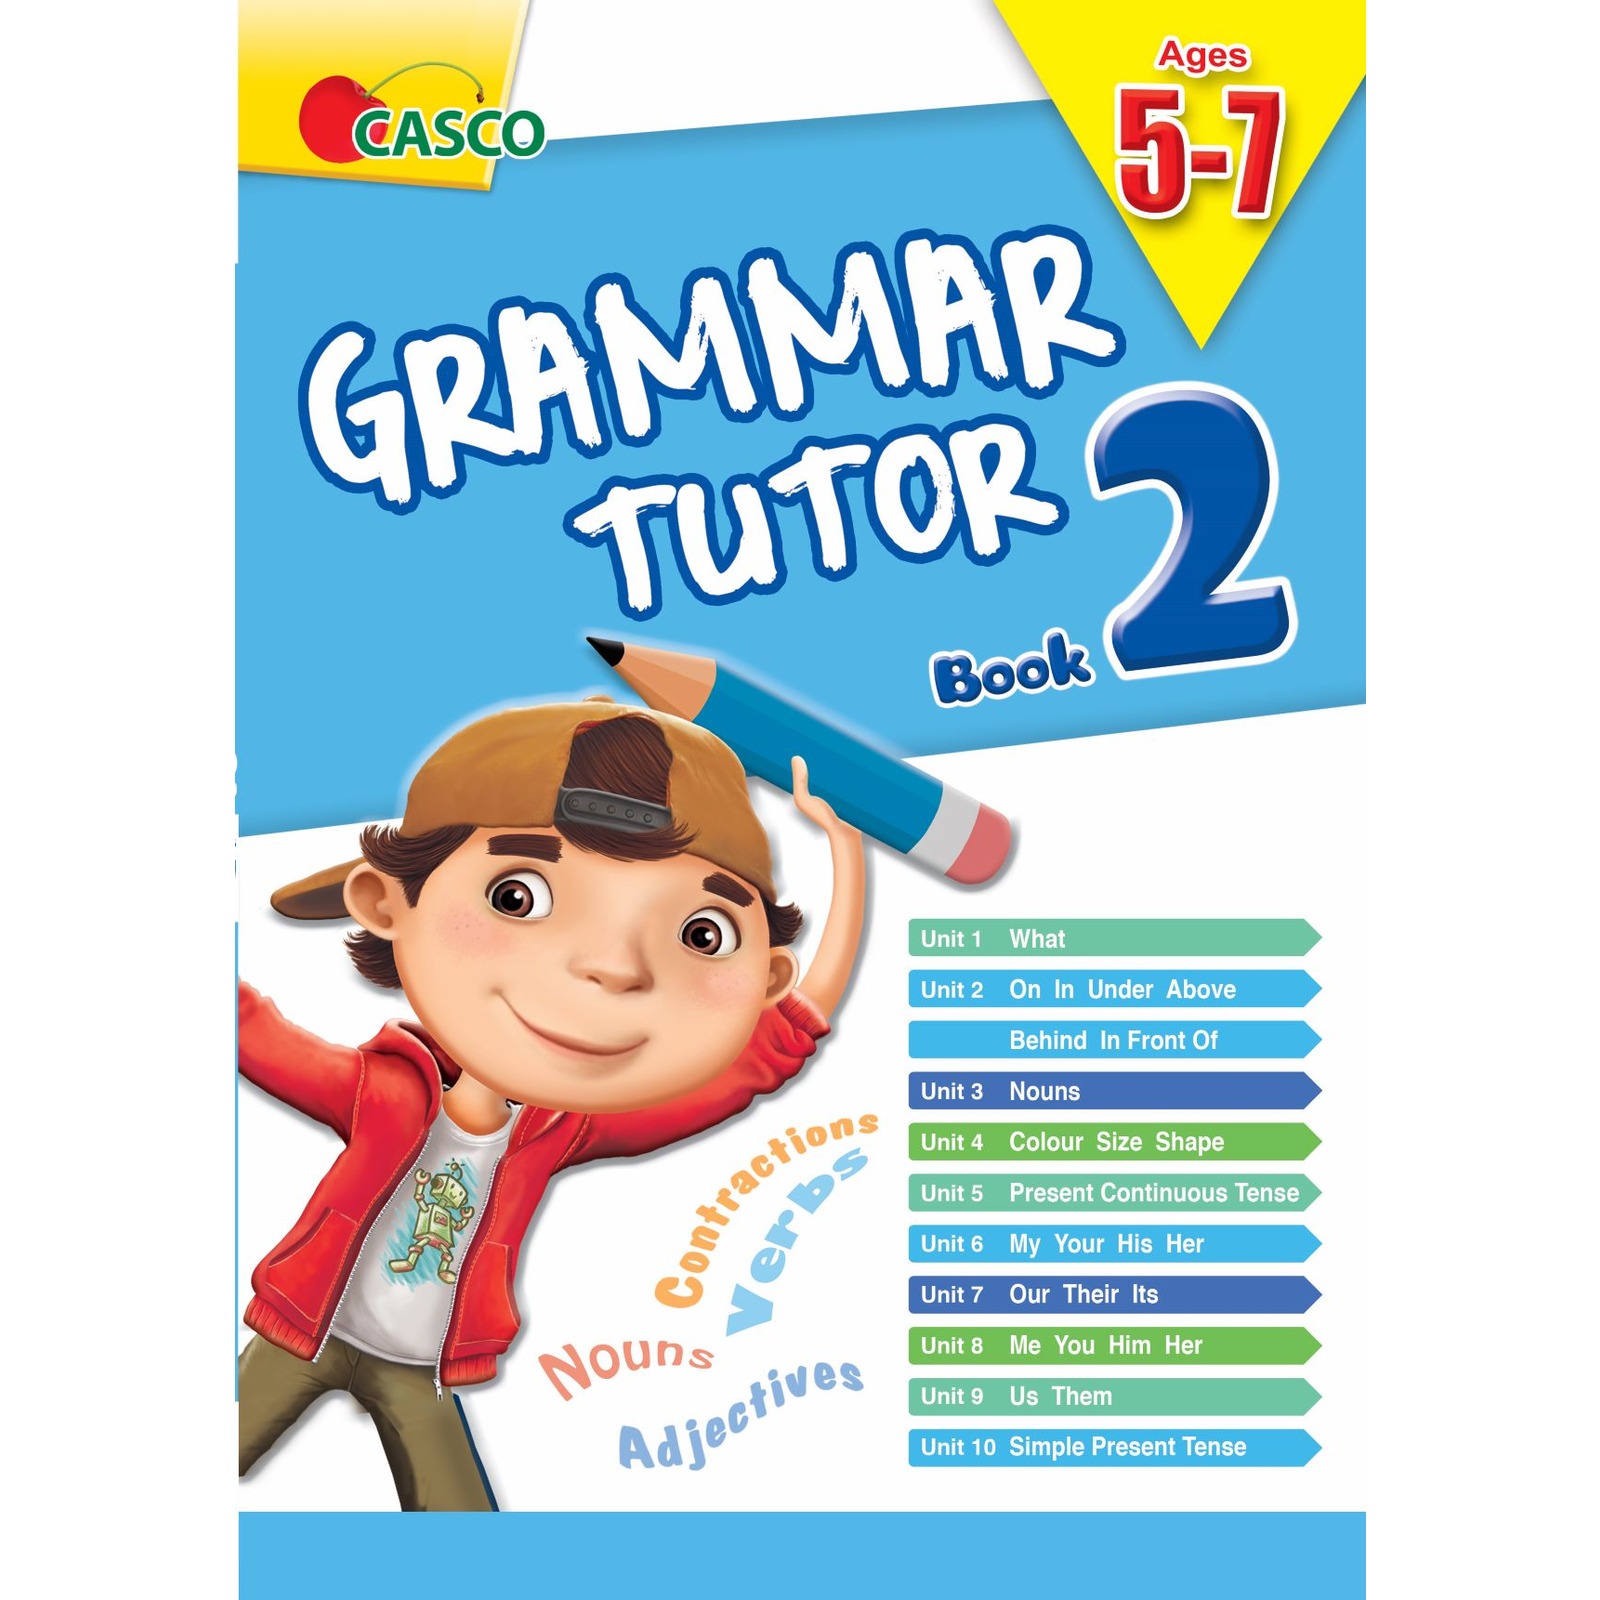 CASCO
Ages
5-7
GRAMMAR
TUTOR
Book 2
Unit 1 What
Unit 2 On In Under Above
Behind In Front Of
Unit 3 Nouns
Unit 4 Colour Size Shape
Unit 5 Present Continuous Tense
Unit 6 My Your His Her
Unit 7 Our Their Its
Unit 8 Me You Him Her
Unit 9 Us Them
Unit 10 Simple Present Tense
Contractions
Verbs
Nouns
Adjectives